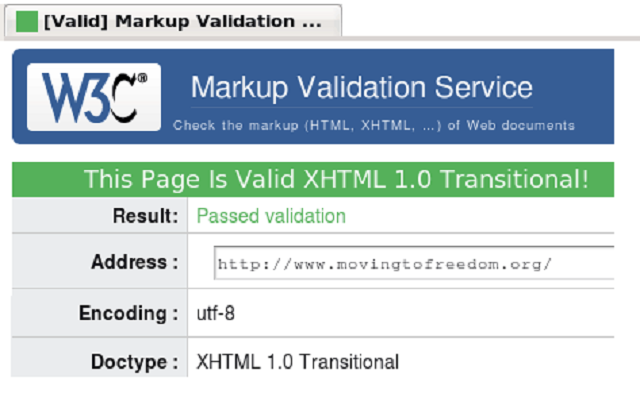 [Valid] Markup Validation ...
W3C® Markup Validation Service
Check the markup (HTML, XHTML, ...) of Web documents
This Page Is Valid XHTML 1.0 Transitional!
Result: Passed validation
Address : http://www.movingtofreedom.org/
Encoding : utf-8
Doctype : XHTML 1.0 Transitional